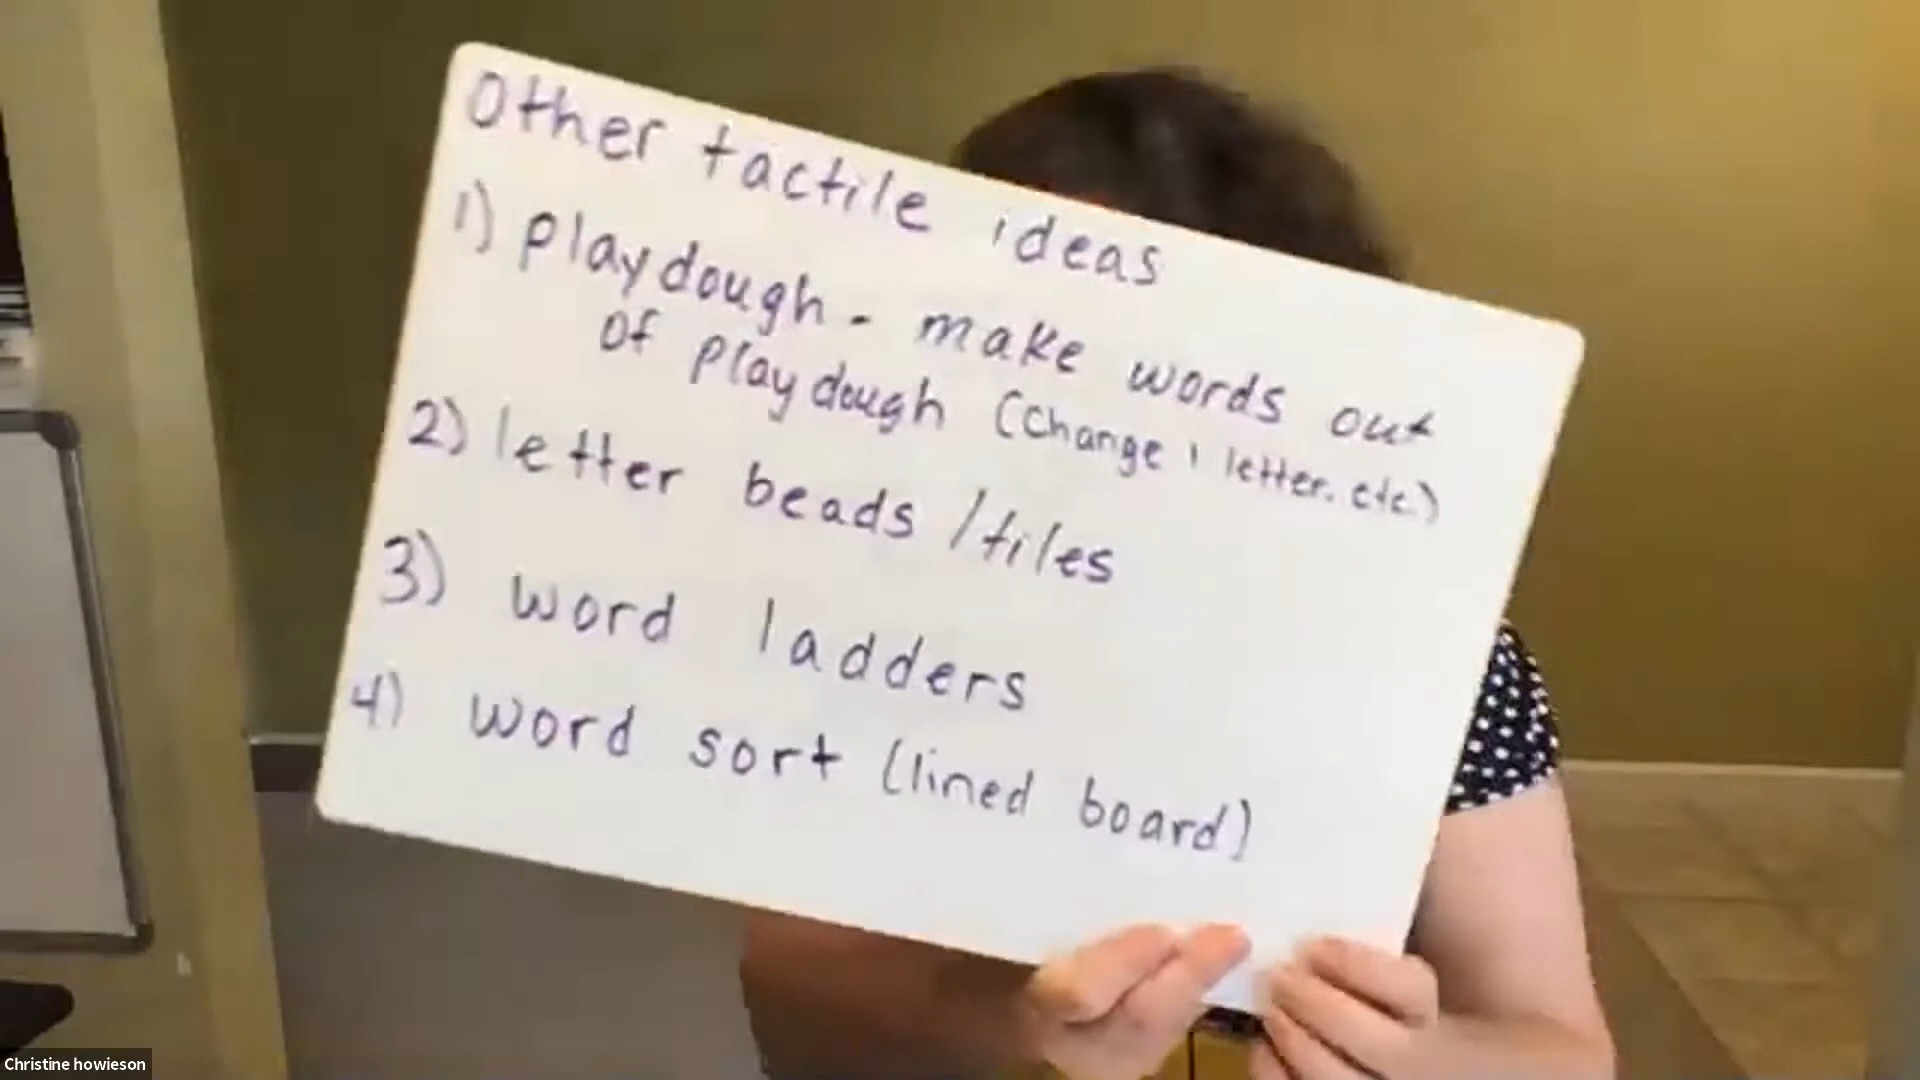 Other tactile ideas
1) playdough - make words out
of playdough (change 1 letter. etc.)
2) letter beads / tiles
3) word ladders
4) word sort (lined board)
Christine howieson